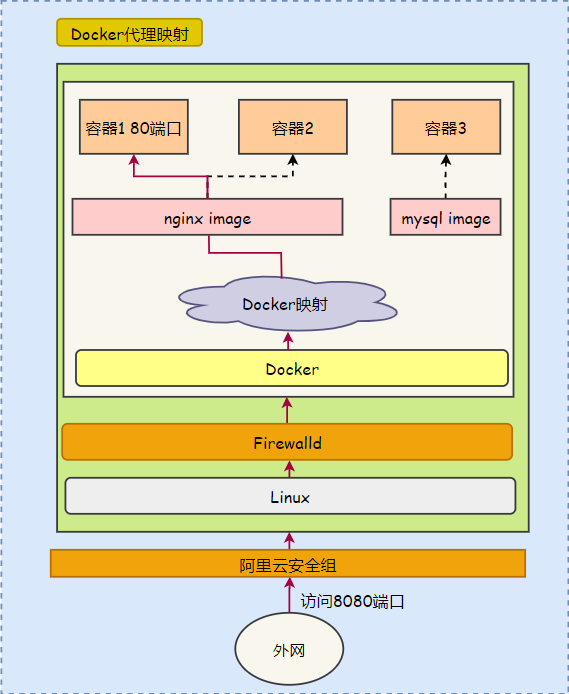 Docker代理映射
容器1 80端口
容器2
容器3
nginx image
mysql image
Docker映射
Docker
Firewalld
Linux
阿里云安全组
访问8080端口
外网